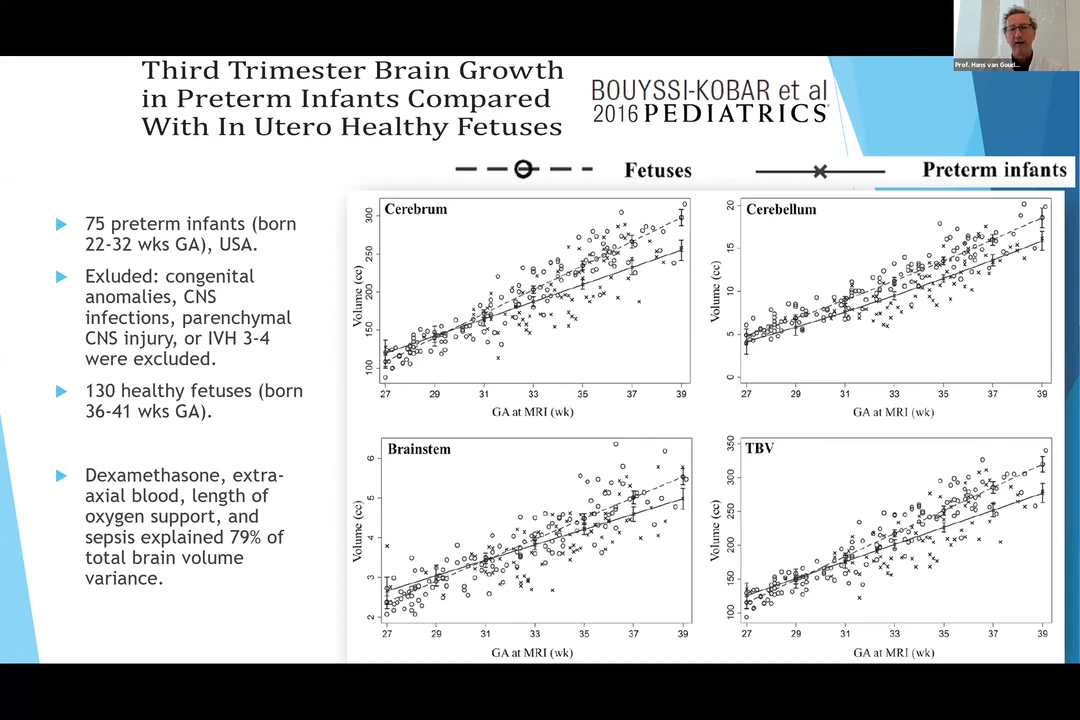 Prof. Hans van Goud...
Third Trimester Brain Growth
in Preterm Infants Compared
With In Utero Healthy Fetuses
BOUYSSI-KOBAR et al
2016 PEDIATRICS
Fetuses
Preterm infants
75 preterm infants (born
22-32 wks GA), USA.
Exluded: congenital
anomalies, CNS
infections, parenchymal
CNS injury, or IVH 3-4
were excluded.
130 healthy fetuses (born
36-41 wks GA).
Dexamethasone, extra-
axial blood, length of
oxygen support, and
sepsis explained 79% of
total brain volume
variance.
Cerebrum
Volume (cc)
100 150 200 250 300
27 29 31 33 35 37 39
GA at MRI (wk)
Cerebellum
Volume (cc)
0 5 10 15 20
27 29 31 33 35 37 39
GA at MRI (wk)
Brainstem
Volume (cc)
2 3 4 5 6
27 29 31 33 35 37 39
GA at MRI (wk)
TBV
Volume (cc)
100 150 200 250 300 350
27 29 31 33 35 37 39
GA at MRI (wk)